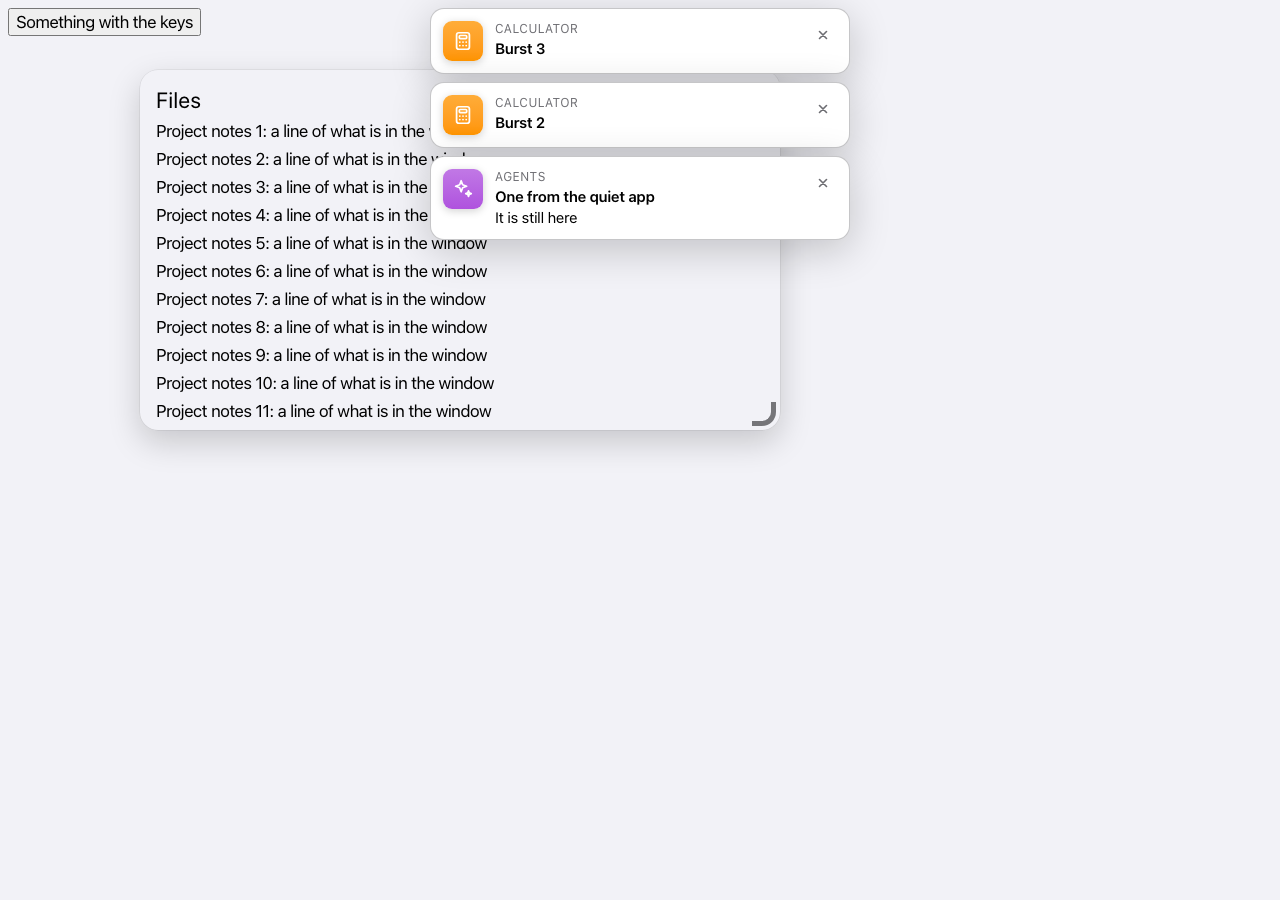 Something with the keys
CALCULATOR
Burst 3
CALCULATOR
Burst 2
AGENTS
One from the quiet app
It is still here
Files
Project notes 1: a line of what is in the
Project notes 2: a line of what is in the
Project notes 3: a line of what is in the
Project notes 4: a line of what is in the
Project notes 5: a line of what is in the window
Project notes 6: a line of what is in the window
Project notes 7: a line of what is in the window
Project notes 8: a line of what is in the window
Project notes 9: a line of what is in the window
Project notes 10: a line of what is in the window
Project notes 11: a line of what is in the window